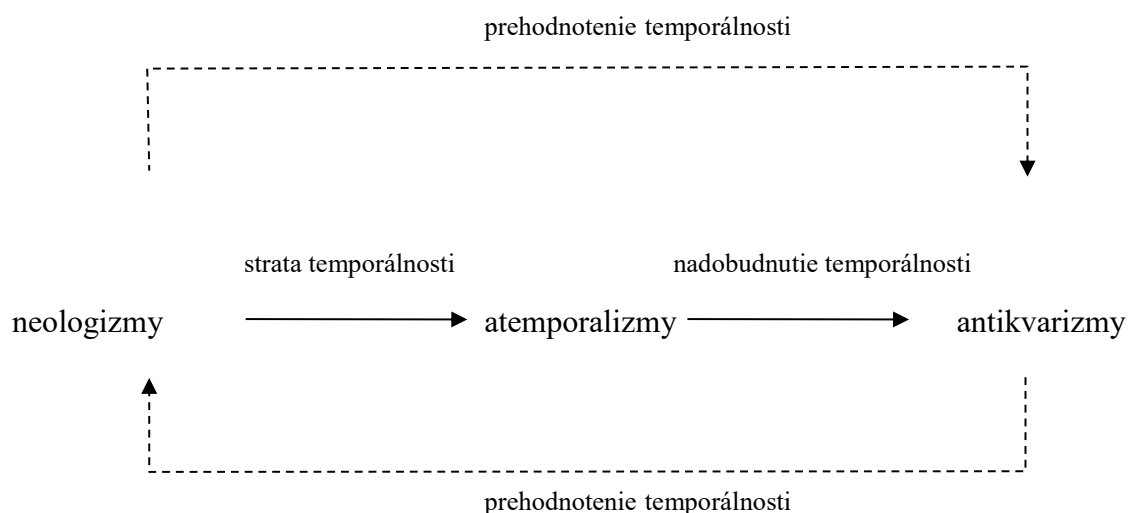 prehodnotenie temporálnosti
strata temporálnosti nadobudnutie temporálnosti
neologizmy atemporalizmy antikvarizmy
prehodnotenie temporálnosti